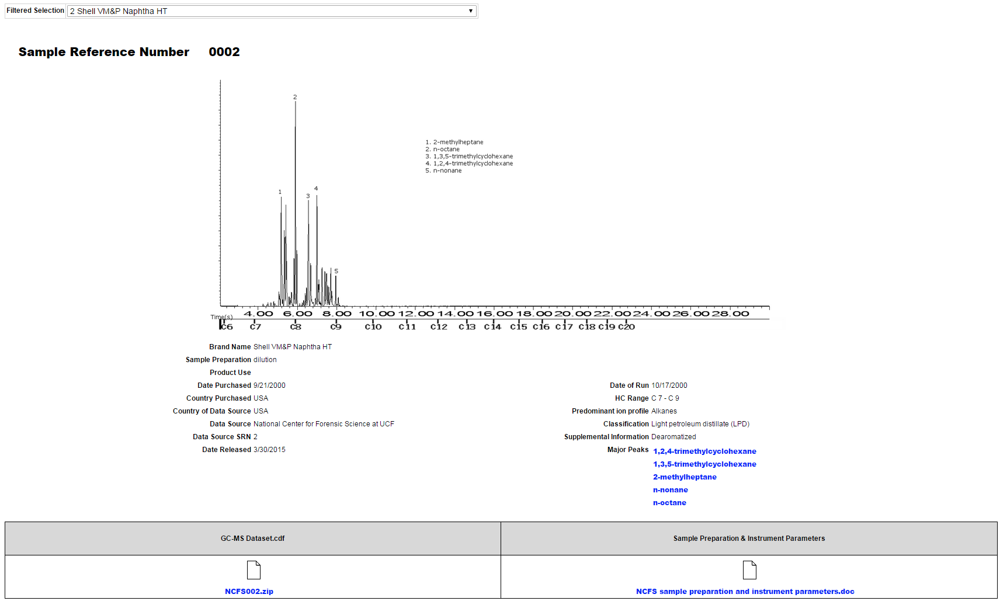 Filtered Selection 2 Shell VM&P Naphtha HT
Sample Reference Number 0002
2
1. 2-methylheptane
2. n-octane
3. 1,3,5-trimethylcyclohexane
4. 1,2,4-trimethylcyclohexane
5. n-nonane
1 3 4
5
Time(s) 4.00 6.00 8.00 10.00 12.00 14.00 16.00 18.00 20.00 22.00 24.00 26.00 28.00
C6 C7 C8 C9 C10 C11 C12 C13 C14 C15 C16 C17 C18 C19 C20
Brand Name Shell VM&P Naphtha HT
Sample Preparation dilution
Product Use
Date Purchased 9/21/2000 Date of Run 10/17/2000
Country Purchased USA HC Range C 7 - C 9
Country of Data Source USA Predominant ion profile Alkanes
Data Source National Center for Forensic Science at UCF Classification Light petroleum distillate (LPD)
Data Source SRN 2 Supplemental Information Dearomatized
Date Released 3/30/2015 Major Peaks 1,2,4-trimethylcyclohexane
1,3,5-trimethylcyclohexane
2-methylheptane
n-nonane
n-octane
GC-MS Dataset.cdf Sample Preparation & Instrument Parameters
NCFS002.zip NCFS sample preparation and instrument parameters.doc